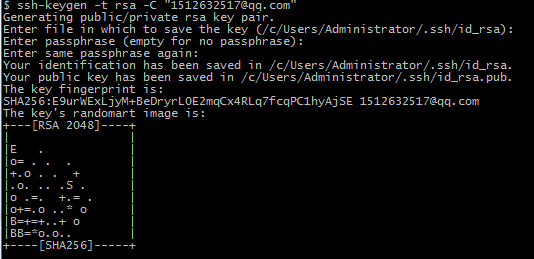 $ ssh-keygen -t rsa -C "1512632517@qq.com"
Generating public/private rsa key pair.
Enter file in which to save the key (/c/Users/Administrator/.ssh/id_rsa):
Enter passphrase (empty for no passphrase):
Enter same passphrase again:
Your identification has been saved in /c/Users/Administrator/.ssh/id_rsa.
Your public key has been saved in /c/Users/Administrator/.ssh/id_rsa.pub.
The key fingerprint is:
SHA256:E9urWExLjyM+BeDryrL0E2mqCx4RLq7fcqPC1hyAjSE 1512632517@qq.com
The key's randomart image is:
+---[RSA 2048]----+
|                 |
|E   .            |
|o= . .  .        |
|+.o . .  +       |
|.o. .. .S .      |
|o .=.  +.= .     |
|o+=.o ..* o      |
|B=+=+..+ o       |
|BB=*o.o..        |
+----[SHA256]-----+